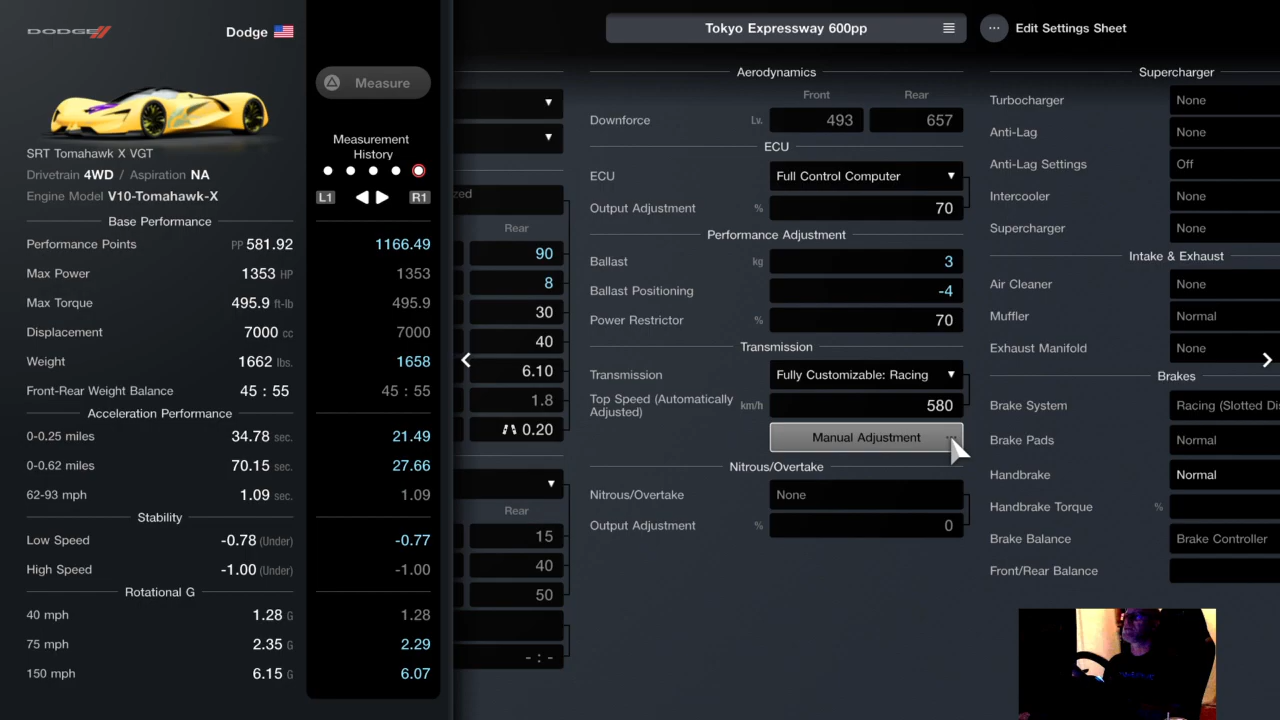 DODGE
Dodge
SRT Tomahawk X VGT
Drivetrain 4WD / Aspiration NA
Engine Model V10-Tomahawk-X
Base Performance
Performance Points PP 581.92
Max Power 1353 HP
Max Torque 495.9 ft-lb
Displacement 7000 cc
Weight 1662 lbs.
Front-Rear Weight Balance 45 : 55
Acceleration Performance
0-0.25 miles 34.78 sec.
0-0.62 miles 70.15 sec.
62-93 mph 1.09 sec.
Stability
Low Speed -0.78 (Under)
High Speed -1.00 (Under)
Rotational G
40 mph 1.28 G
75 mph 2.35 G
150 mph 6.15 G
Measure
Measurement
History
L1 R1
1166.49
1353
495.9
7000
1658
45 : 55
21.49
27.66
1.09
-0.77
-1.00
1.28
2.29
6.07
zed
Rear
90
8
30
40
6.10
1.8
0.20
Rear
15
40
50
- : -
Tokyo Expressway 600pp
Edit Settings Sheet
Aerodynamics
Front Rear
Downforce Lv. 493 657
ECU
ECU Full Control Computer
Output Adjustment % 70
Performance Adjustment
Ballast kg 3
Ballast Positioning -4
Power Restrictor % 70
Transmission
Transmission Fully Customizable: Racing
Top Speed (Automatically
Adjusted) km/h 580
Manual Adjustment
Nitrous/Overtake
Nitrous/Overtake None
Output Adjustment % 0
Supercharger
Turbocharger None
Anti-Lag None
Anti-Lag Settings Off
Intercooler None
Supercharger None
Intake & Exhaust
Air Cleaner None
Muffler Normal
Exhaust Manifold None
Brakes
Brake System Racing (Slotted Di
Brake Pads Normal
Handbrake Normal
Handbrake Torque %
Brake Balance Brake Controller
Front/Rear Balance